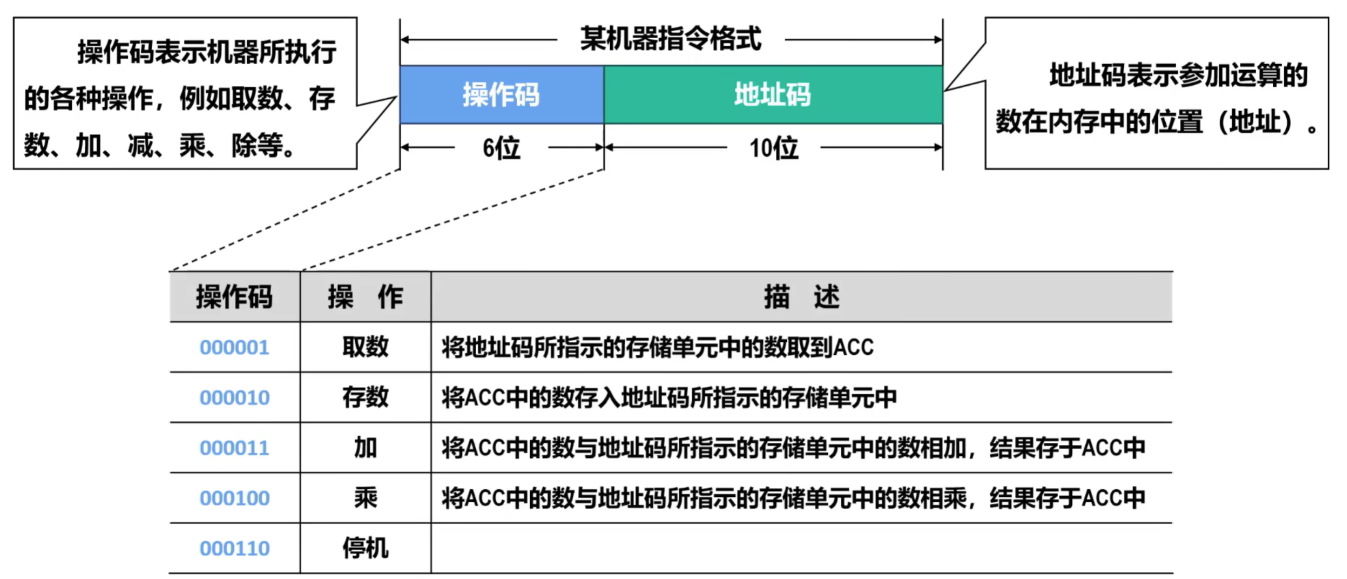 操作码表示机器所执行
的各种操作，例如取数、存
数、加、减、乘、除等。
某机器指令格式
操作码 地址码
6位 10位
地址码表示参加运算的
数在内存中的位置（地址）。
操作码 操 作 描 述
000001 取数 将地址码所指示的存储单元中的数取到ACC
000010 存数 将ACC中的数存入地址码所指示的存储单元中
000011 加 将ACC中的数与地址码所指示的存储单元中的数相加，结果存于ACC中
000100 乘 将ACC中的数与地址码所指示的存储单元中的数相乘，结果存于ACC中
000110 停机